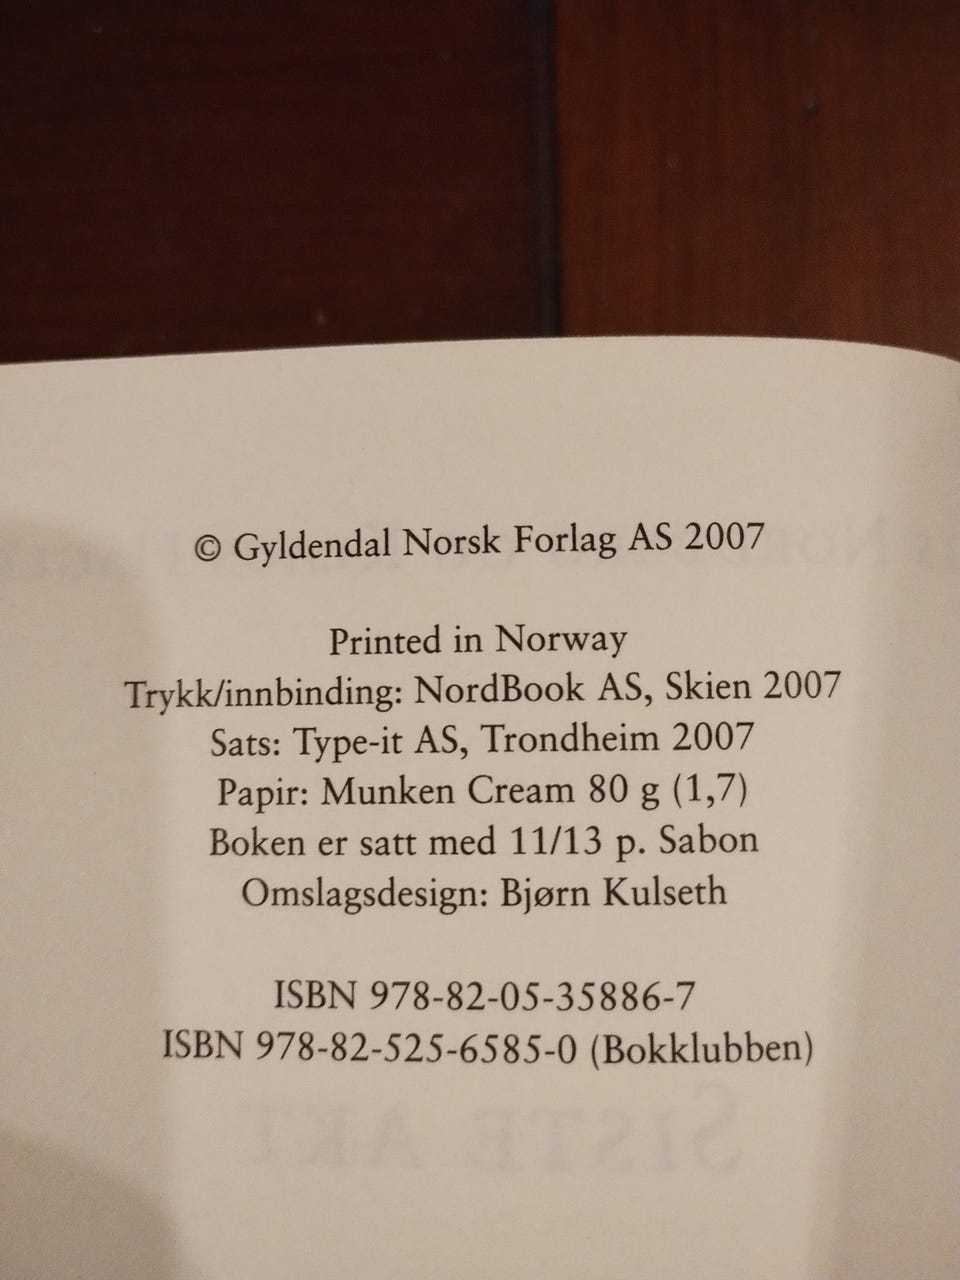 © Gyldendal Norsk Forlag AS 2007
Printed in Norway
Trykk/innbinding: NordBook AS, Skien 2007
Sats: Type-it AS, Trondheim 2007
Papir: Munken Cream 80 g (1,7)
Boken er satt med 11/13 p. Sabon
Omslagsdesign: Bjørn Kulseth
ISBN 978-82-05-35886-7
ISBN 978-82-525-6585-0 (Bokklubben)
SISTE AKT